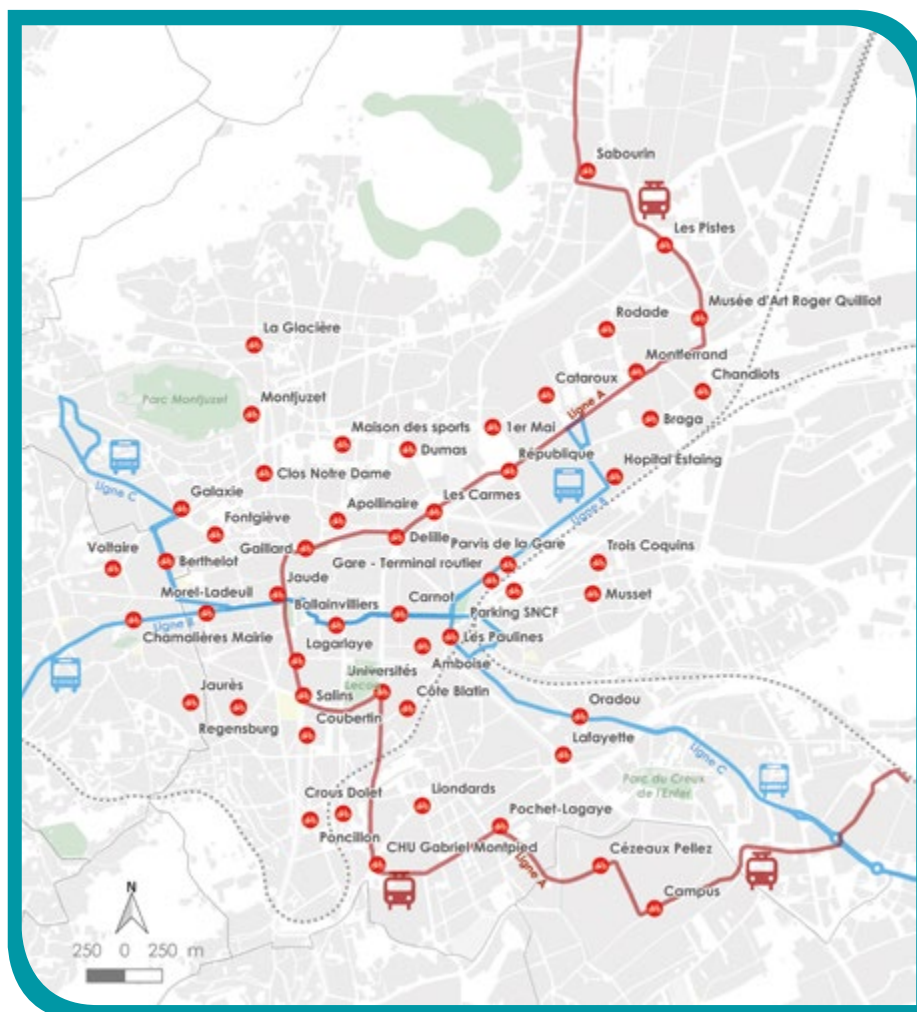 Sabourin
Les Pistes
Musée d'Art Roger Quilliot
Rodade
La Glacière
Montferrand
Chandiots
Cataroux
Parc Montjuzet
Montjuzet
Ligne A
Braga
Maison des sports
1er Mai
Dumas
République
Hopital Estaing
Clos Notre Dame
Ligne C
Galaxie
Les Carmes
Apollinaire
Ligne A
Fontgiève
Delille
Parvis de la Gare
Gaillard
Voltaire
Berthelot
Gare - Terminal routier
Trois Coquins
Jaude
Morel-Ladeuil
Ballainvilliers
Carnot
Parking SNCF
Musset
Ligne B
Chamalières Mairie
Lagarlaye
Les Paulines
Amboise
Universités
Lecoq
Jaurès
Salins
Côte Blatin
Oradou
Regensburg
Coubertin
Lafayette
Ligne C
Parc du Creux
de l'Enfer
Crous Dolet
Liondards
Pochet-Lagaye
Poncillon
CHU Gabriel Montpied
Ligne A
Cézeaux Pellez
Campus
N
250 0 250 m